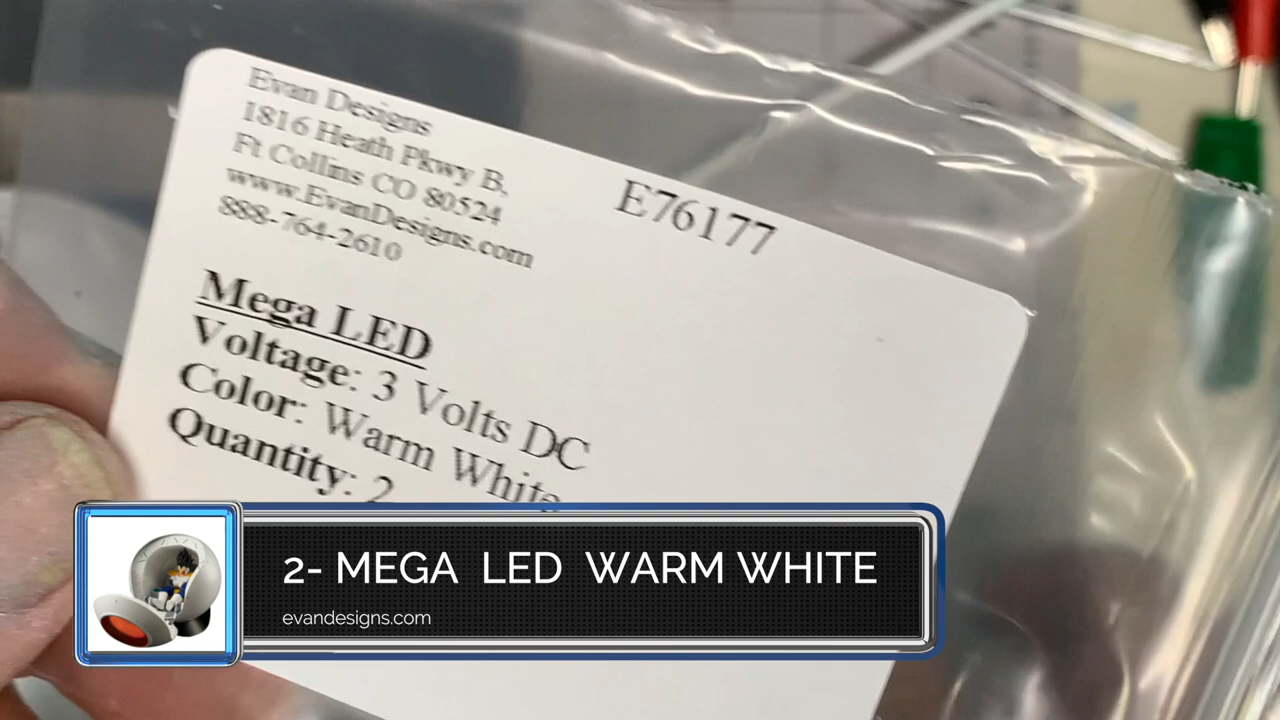 Evan Designs
1816 Heath Pkwy B,
Ft Collins CO 80524
www.EvanDesigns.com
888-764-2610
E76177
Mega LED
Voltage: 3 Volts DC
Color: Warm White
Quantity: 2
2- MEGA LED WARM WHITE
evandesigns.com